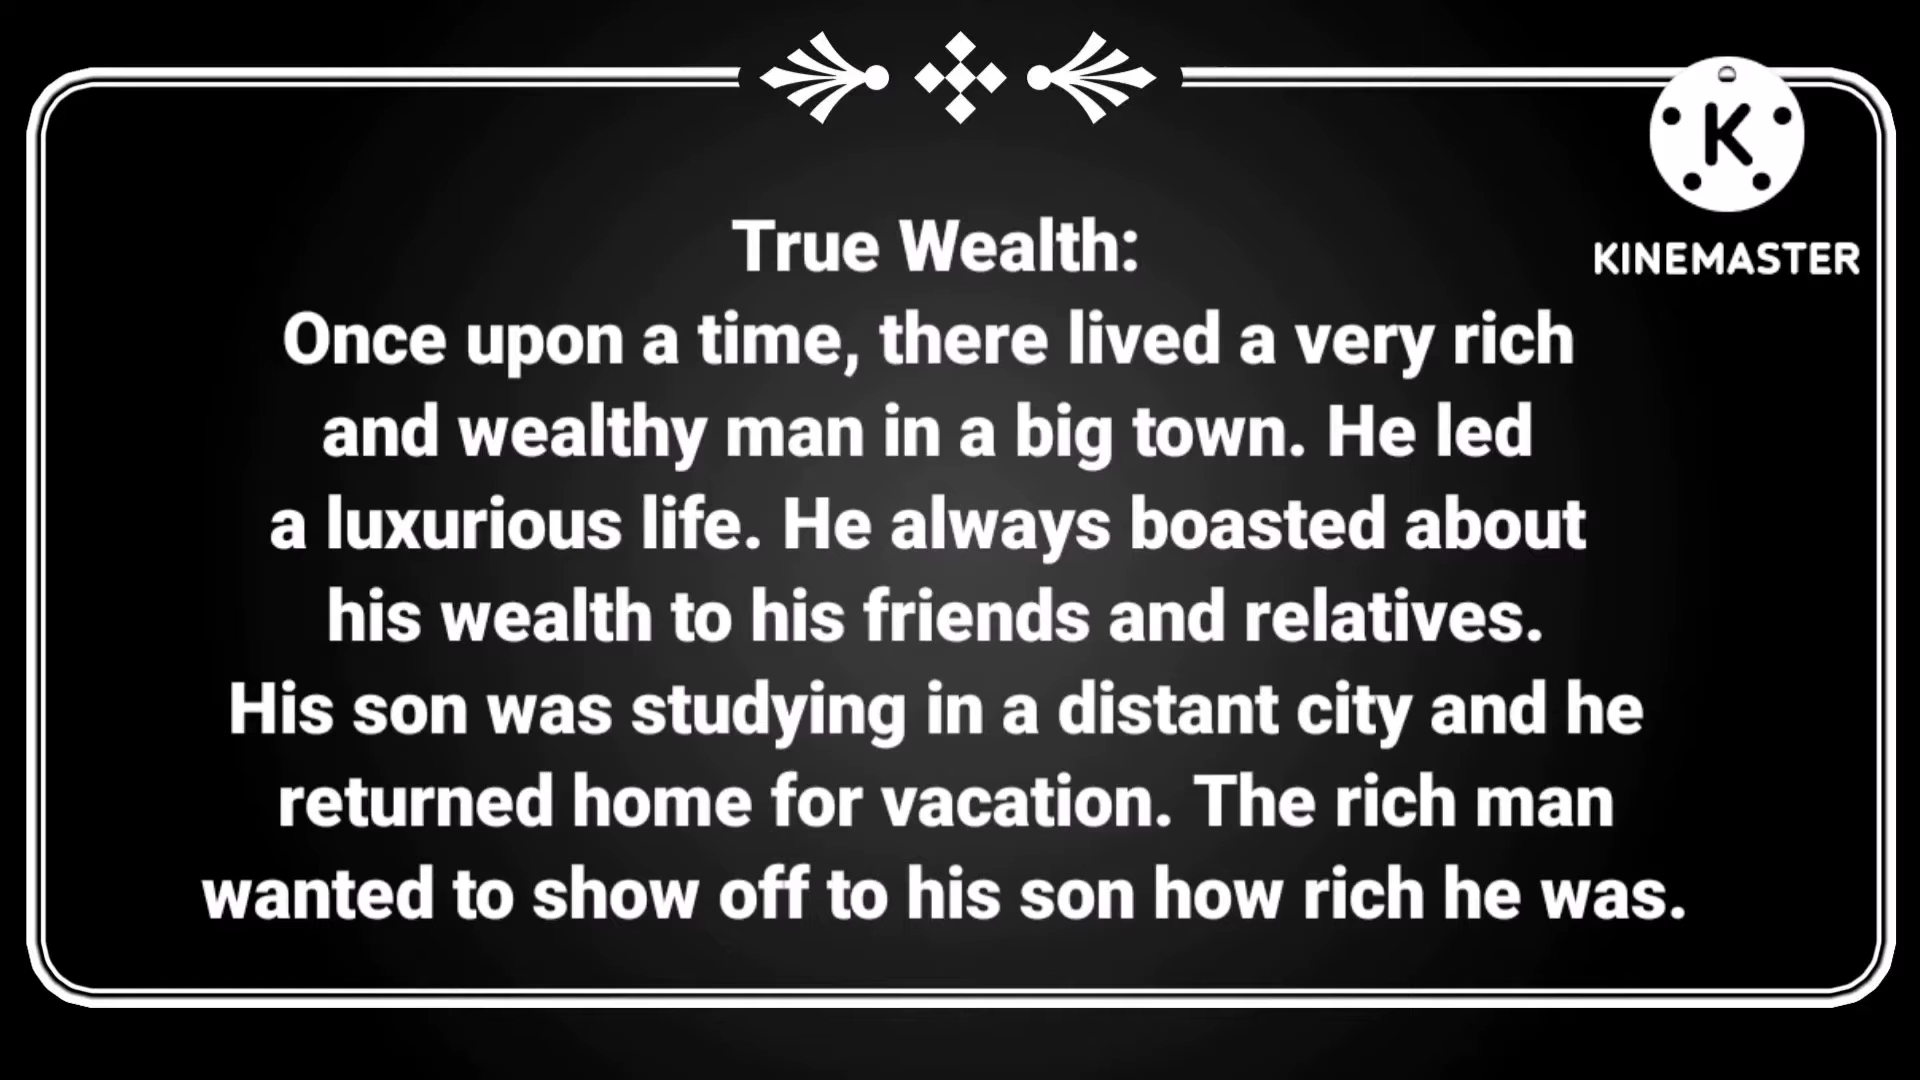 K
KINEMASTER
True Wealth:
Once upon a time, there lived a very rich
and wealthy man in a big town. He led
a luxurious life. He always boasted about
his wealth to his friends and relatives.
His son was studying in a distant city and he
returned home for vacation. The rich man
wanted to show off to his son how rich he was.